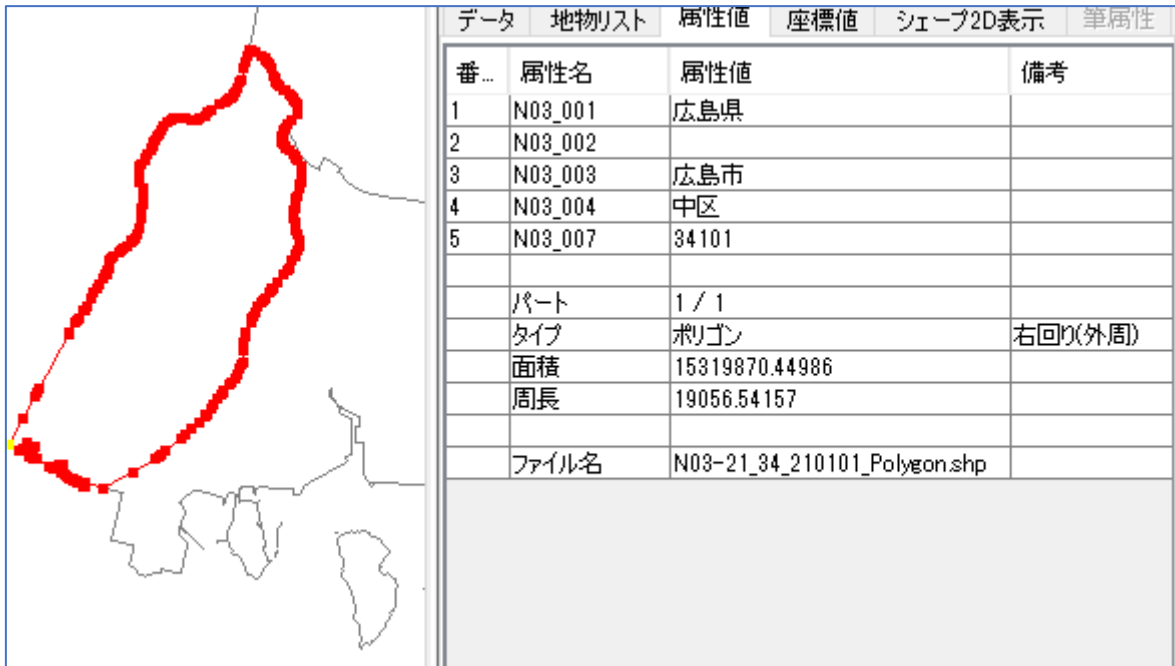 データ 地物リスト 属性値 座標値 シェープ2D表示 筆属性
番... 属性名 属性値 備考
1 N03_001 広島県
2 N03_002
3 N03_003 広島市
4 N03_004 中区
5 N03_007 34101
パート 1 / 1
タイプ ポリゴン 右回り(外周)
面積 15319870.44986
周長 19056.54157
ファイル名 N03-21_34_210101_Polygon.shp